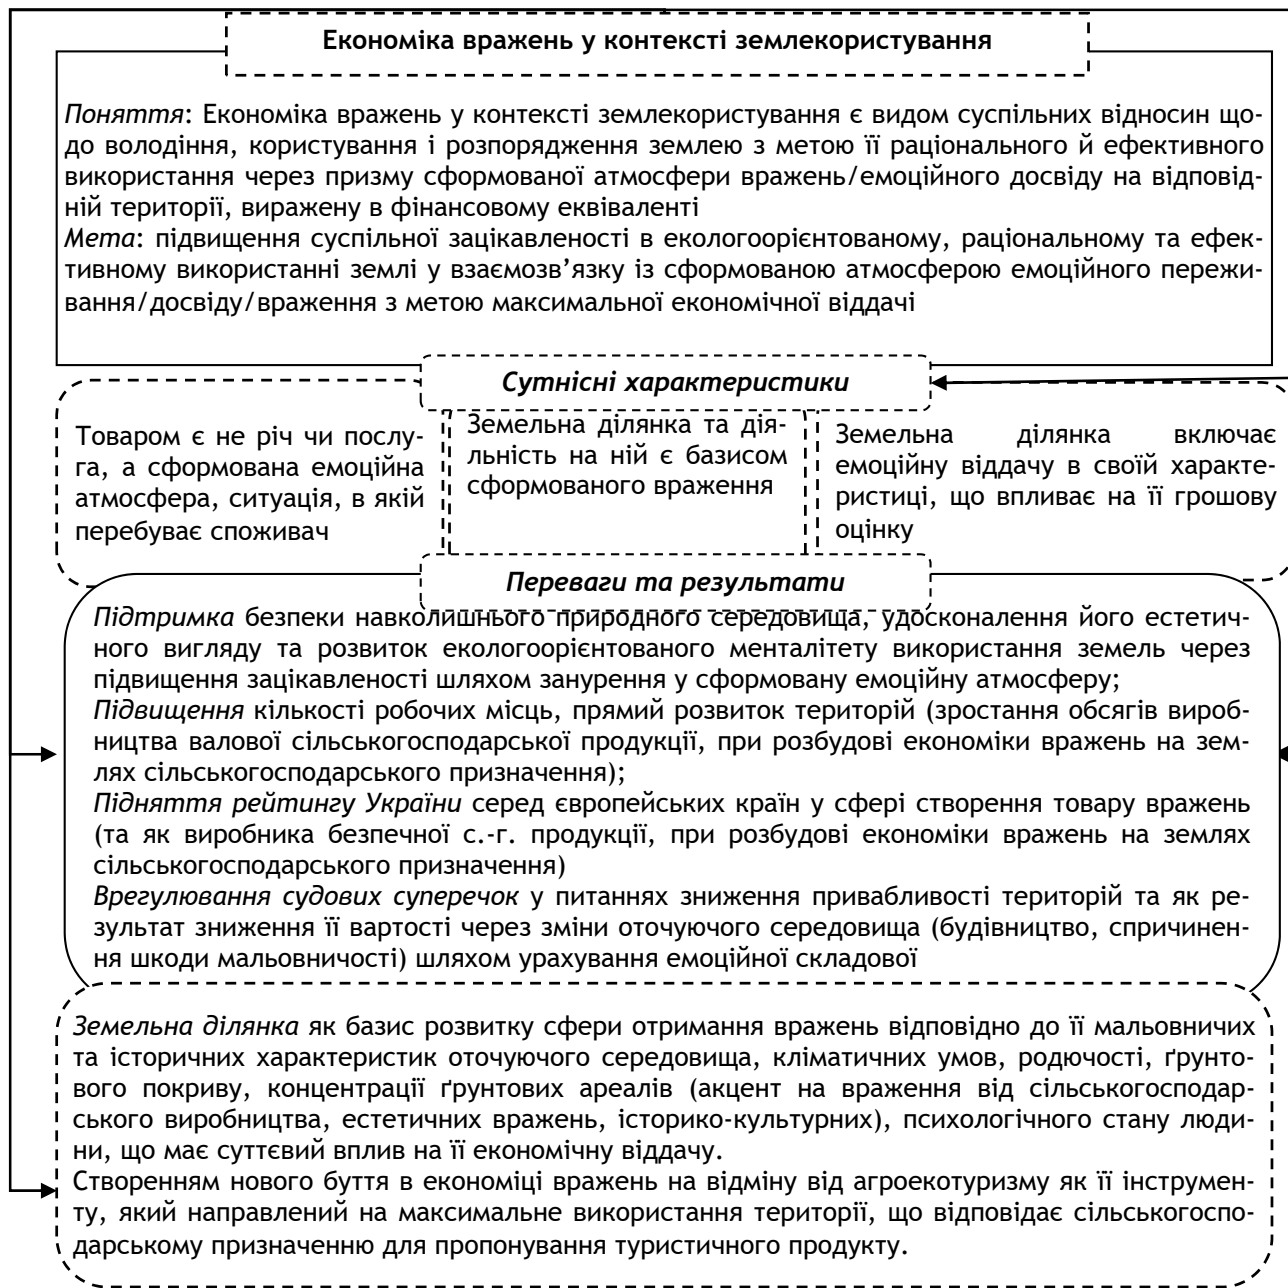 Економіка вражень у контексті землекористування
Поняття: Економіка вражень у контексті землекористування є видом суспільних відносин що-
до володіння, користування і розпорядження землею з метою її раціонального й ефективного
використання через призму сформованої атмосфери вражень/емоційного досвіду на відповід-
ній території, виражену в фінансовому еквіваленті
Мета: підвищення суспільної зацікавленості в екологоорієнтованому, раціональному та ефек-
тивному використанні землі у взаємозв’язку із сформованою атмосферою емоційного пережи-
вання/досвіду/враження з метою максимальної економічної віддачі
Сутнісні характеристики
Товаром є не річ чи послу-
га, а сформована емоційна
атмосфера, ситуація, в якій
перебуває споживач
Земельна ділянка та дія-
льність на ній є базисом
сформованого враження
Земельна ділянка включає
емоційну віддачу в своїй характе-
ристиці, що впливає на її грошову
оцінку
Переваги та результати
Підтримка безпеки навколишнього природного середовища, удосконалення його естетич-
ного вигляду та розвиток екологоорієнтованого менталітету використання земель через
підвищення зацікавленості шляхом занурення у сформовану емоційну атмосферу;
Підвищення кількості робочих місць, прямий розвиток територій (зростання обсягів вироб-
ництва валової сільськогосподарської продукції, при розбудові економіки вражень на зем-
лях сільськогосподарського призначення);
Підняття рейтингу України серед європейських країн у сфері створення товару вражень
(та як виробника безпечної с.-г. продукції, при розбудові економіки вражень на землях
сільськогосподарського призначення)
Врегулювання судових суперечок у питаннях зниження привабливості територій та як ре-
зультат зниження її вартості через зміни оточуючого середовища (будівництво, спричинен-
ня шкоди мальовничості) шляхом урахування емоційної складової
Земельна ділянка як базис розвитку сфери отримання вражень відповідно до її мальовничих
та історичних характеристик оточуючого середовища, кліматичних умов, родючості, ґрунто-
вого покриву, концентрації ґрунтових ареалів (акцент на враження від сільськогосподар-
ського виробництва, естетичних вражень, історико-культурних), психологічного стану люди-
ни, що має суттєвий вплив на її економічну віддачу.
Створенням нового буття в економіці вражень на відміну від агроекотуризму як її інструмен-
ту, який направлений на максимальне використання території, що відповідає сільськогоспо-
дарському призначенню для пропонування туристичного продукту.